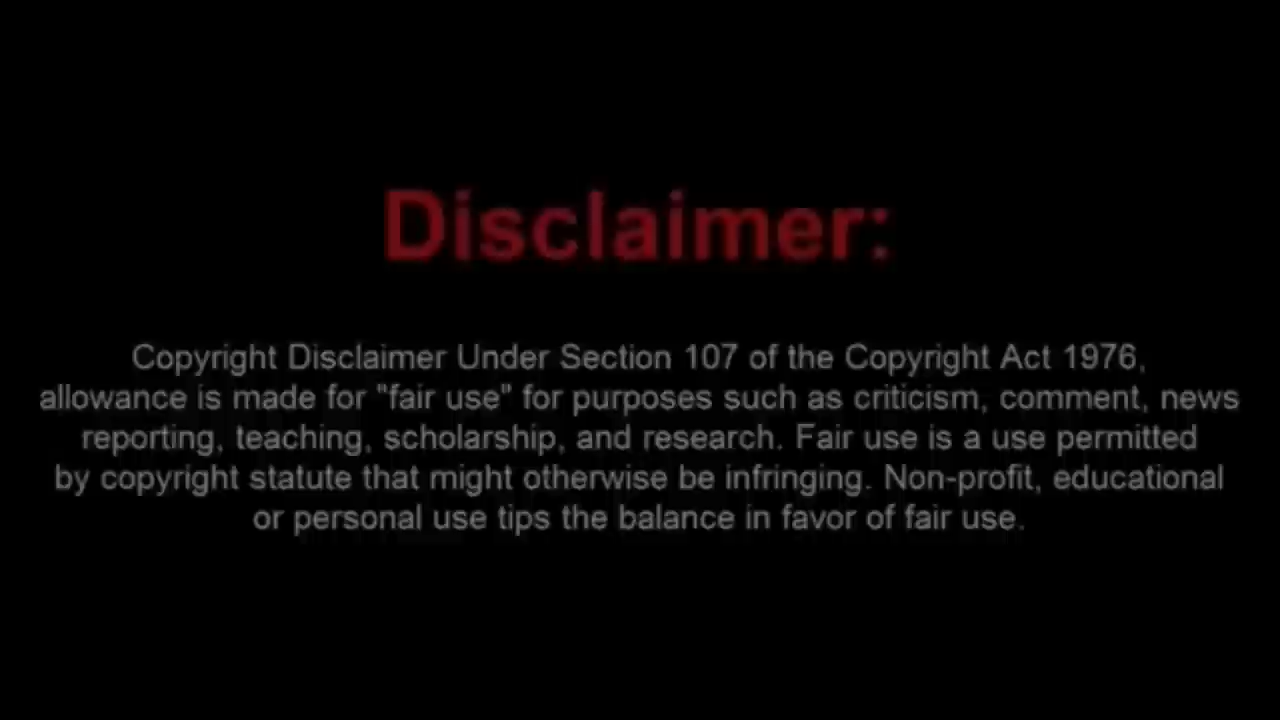 Disclaimer:
Copyright Disclaimer Under Section 107 of the Copyright Act 1976,
allowance is made for "fair use" for purposes such as criticism, comment, news
reporting, teaching, scholarship, and research. Fair use is a use permitted
by copyright statute that might otherwise be infringing. Non-profit, educational
or personal use tips the balance in favor of fair use.